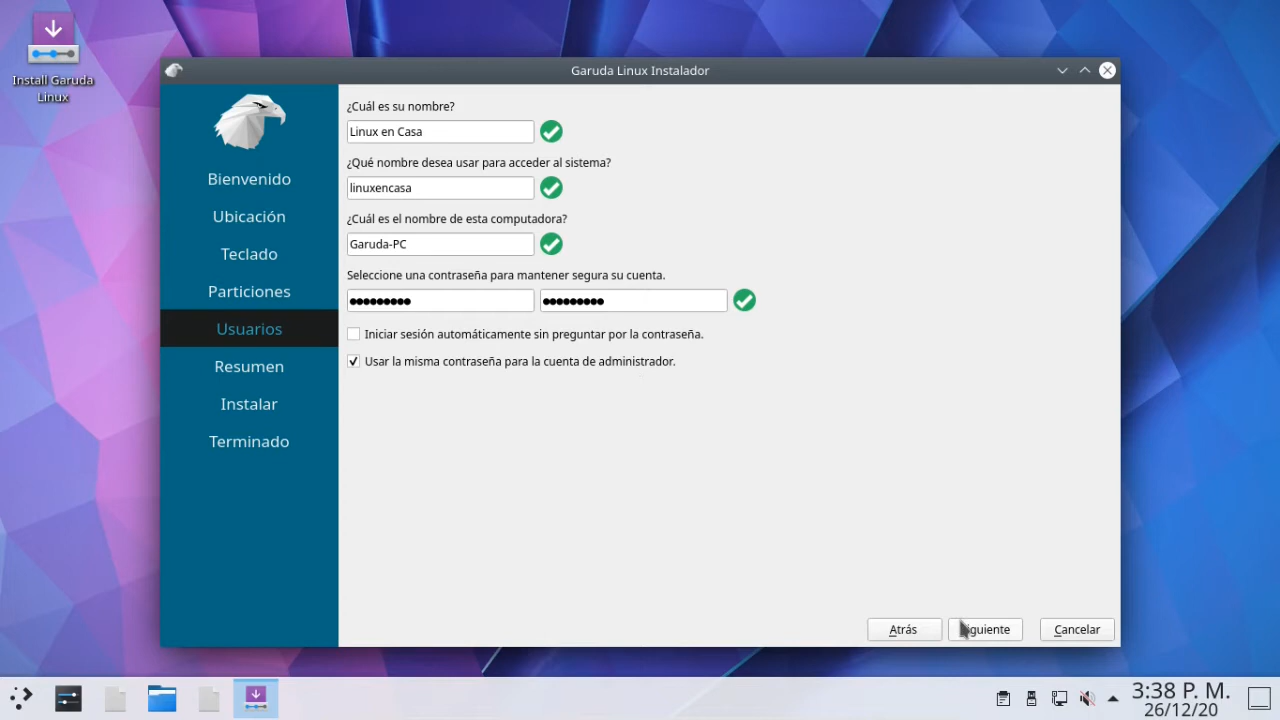 Install Garuda
Linux
Garuda Linux Instalador
Bienvenido
Ubicación
Teclado
Particiones
Usuarios
Resumen
Instalar
Terminado
¿Cuál es su nombre?
Linux en Casa
¿Qué nombre desea usar para acceder al sistema?
linuxencasa
¿Cuál es el nombre de esta computadora?
Garuda-PC
Seleccione una contraseña para mantener segura su cuenta.
●●●●●●●●● ●●●●●●●●●
Iniciar sesión automáticamente sin preguntar por la contraseña.
Usar la misma contraseña para la cuenta de administrador.
Atrás Siguiente Cancelar
3:38 P. M.
26/12/20